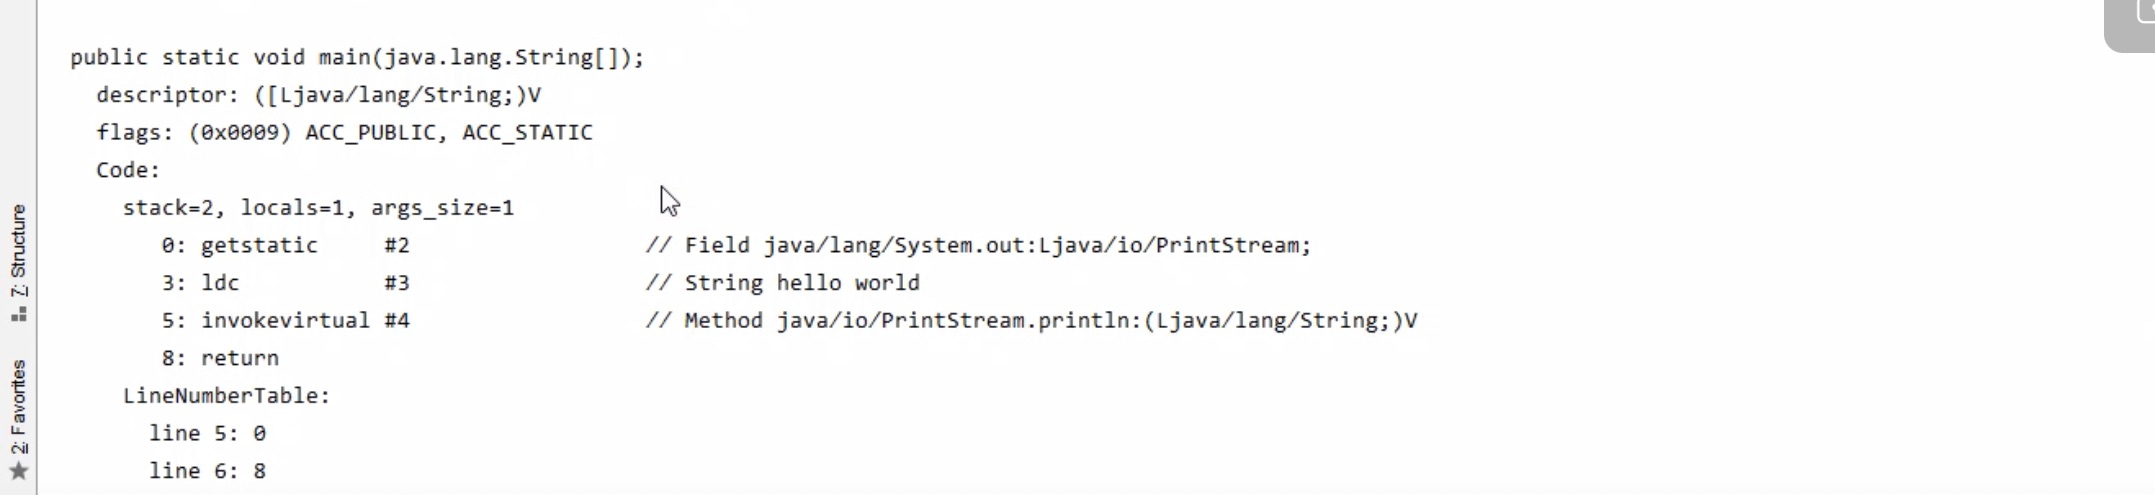 public static void main(java.lang.String[]);
descriptor: ([Ljava/lang/String;)V
flags: (0x0009) ACC_PUBLIC, ACC_STATIC
Code:
stack=2, locals=1, args_size=1
0: getstatic #2 // Field java/lang/System.out:Ljava/io/PrintStream;
3: ldc #3 // String hello world
5: invokevirtual #4 // Method java/io/PrintStream.println:(Ljava/lang/String;)V
8: return
LineNumberTable:
line 5: 0
line 6: 8
7: Structure
2: Favorites